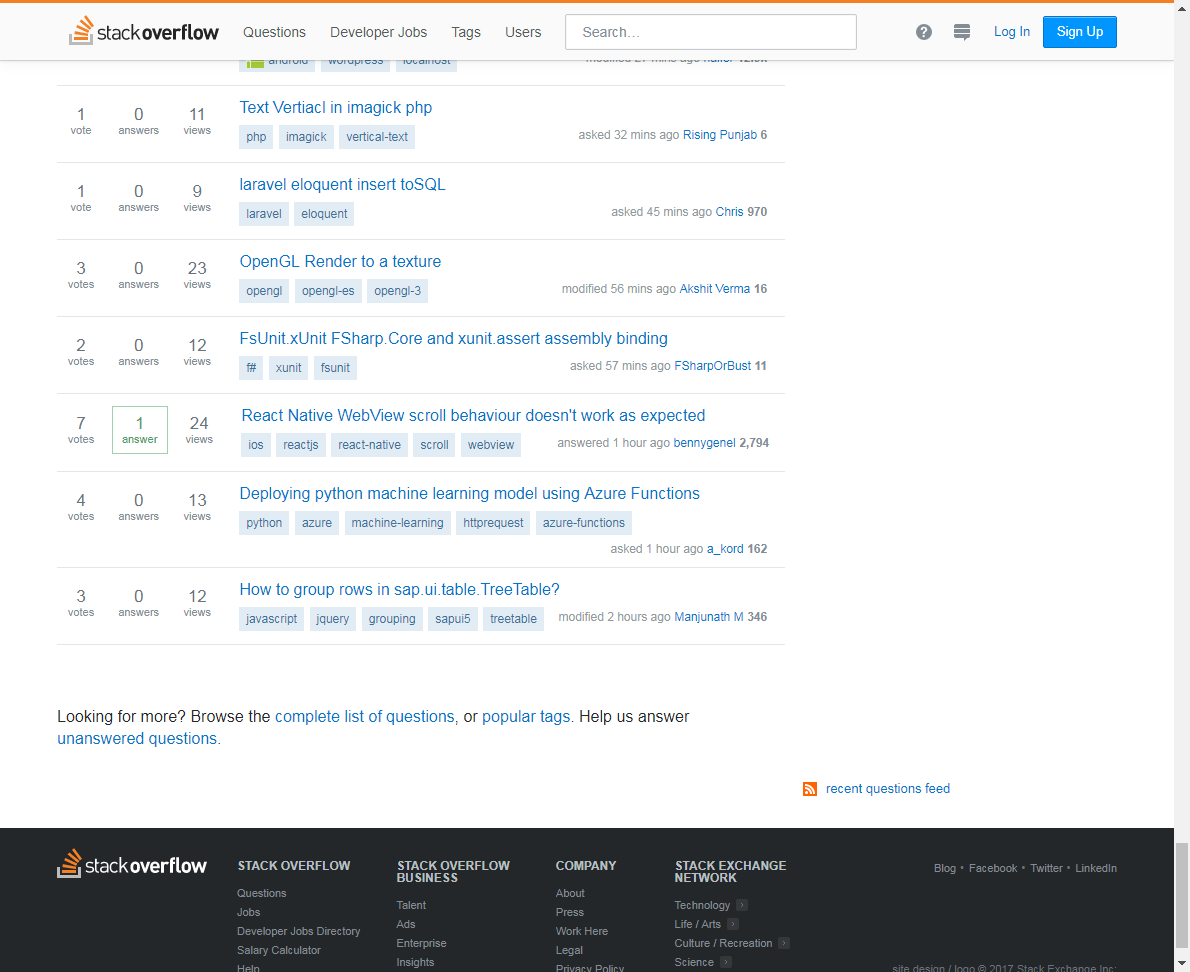 stack overflow Questions Developer Jobs Tags Users Search... ? Log In Sign Up
android wordpress localhost
1 vote 0 answers 11 views
Text Vertiacl in imagick php
php imagick vertical-text asked 32 mins ago Rising Punjab 6
1 vote 0 answers 9 views
laravel eloquent insert toSQL
laravel eloquent asked 45 mins ago Chris 970
3 votes 0 answers 23 views
OpenGL Render to a texture
opengl opengl-es opengl-3 modified 56 mins ago Akshit Verma 16
2 votes 0 answers 12 views
FsUnit.xUnit FSharp.Core and xunit.assert assembly binding
f# xunit fsunit asked 57 mins ago FSharpOrBust 11
7 votes 1 answer 24 views
React Native WebView scroll behaviour doesn't work as expected
ios reactjs react-native scroll webview answered 1 hour ago bennygenel 2,794
4 votes 0 answers 13 views
Deploying python machine learning model using Azure Functions
python azure machine-learning httprequest azure-functions
asked 1 hour ago a_kord 162
3 votes 0 answers 12 views
How to group rows in sap.ui.table.TreeTable?
javascript jquery grouping sapui5 treetable modified 2 hours ago Manjunath M 346
Looking for more? Browse the complete list of questions, or popular tags. Help us answer
unanswered questions.
recent questions feed
stack overflow
STACK OVERFLOW
Questions
Jobs
Developer Jobs Directory
Salary Calculator
Help
STACK OVERFLOW
BUSINESS
Talent
Ads
Enterprise
Insights
COMPANY
About
Press
Work Here
Legal
Privacy Policy
STACK EXCHANGE
NETWORK
Technology
Life / Arts
Culture / Recreation
Science
Blog • Facebook • Twitter • LinkedIn
site design / logo © 2017 Stack Exchange Inc;